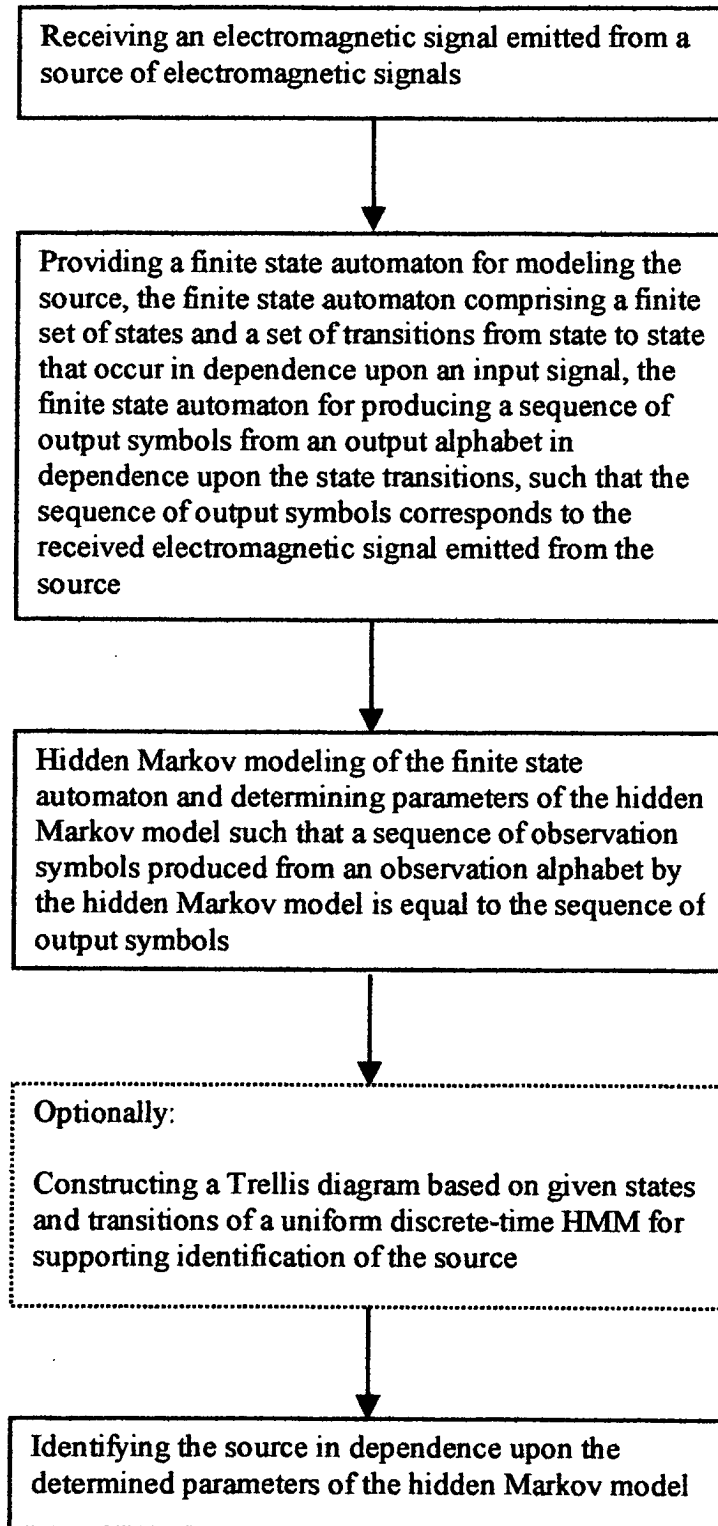 Receiving an electromagnetic signal emitted from a
source of electromagnetic signals
Providing a finite state automaton for modeling the
source, the finite state automaton comprising a finite
set of states and a set of transitions from state to state
that occur in dependence upon an input signal, the
finite state automaton for producing a sequence of
output symbols from an output alphabet in
dependence upon the state transitions, such that the
sequence of output symbols corresponds to the
received electromagnetic signal emitted from the
source
Hidden Markov modeling of the finite state
automaton and determining parameters of the hidden
Markov model such that a sequence of observation
symbols produced from an observation alphabet by
the hidden Markov model is equal to the sequence of
output symbols
Optionally:
Constructing a Trellis diagram based on given states
and transitions of a uniform discrete-time HMM for
supporting identification of the source
Identifying the source in dependence upon the
determined parameters of the hidden Markov model